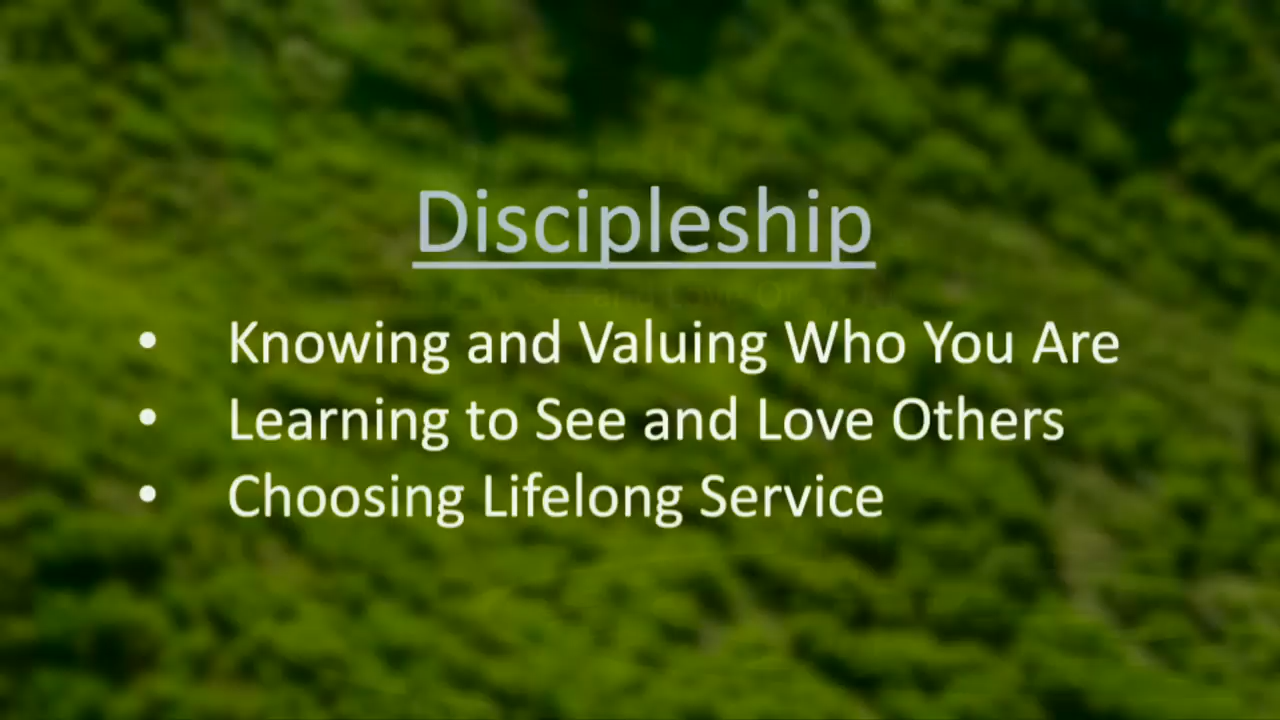 Discipleship
• Knowing and Valuing Who You Are
• Learning to See and Love Others
• Choosing Lifelong Service